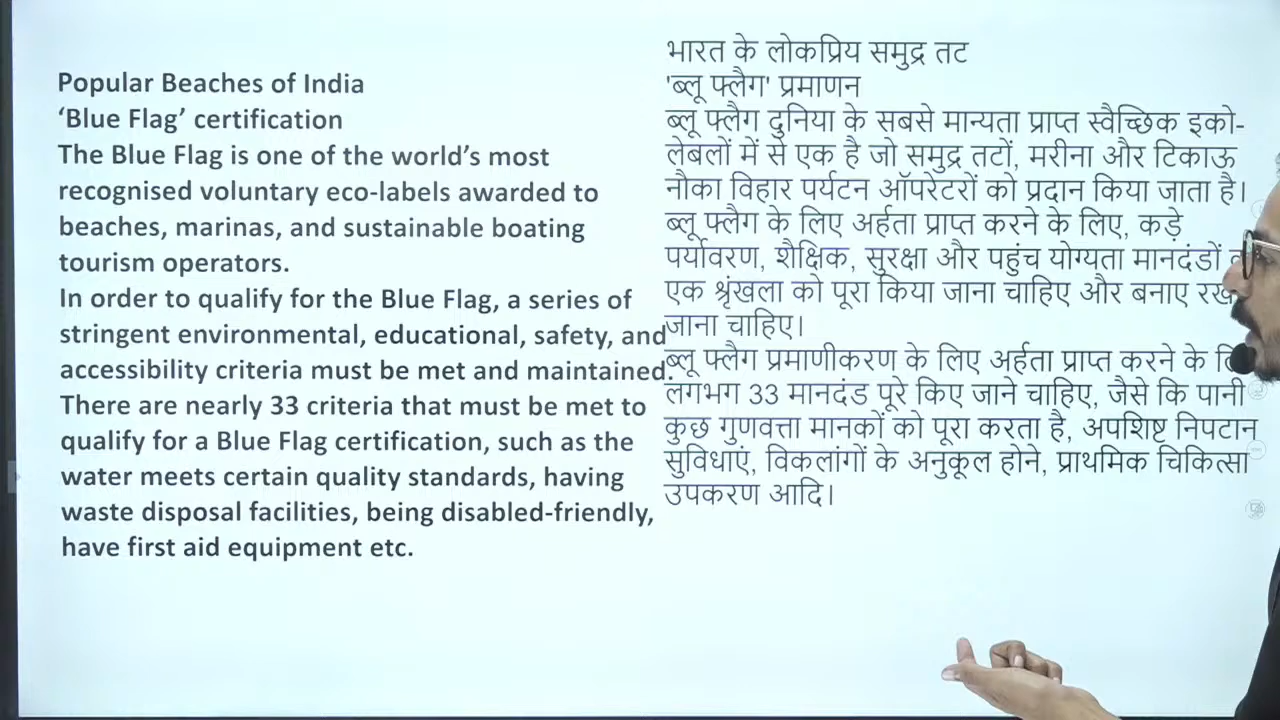 Popular Beaches of India
‘Blue Flag’ certification
The Blue Flag is one of the world’s most
recognised voluntary eco-labels awarded to
beaches, marinas, and sustainable boating
tourism operators.
In order to qualify for the Blue Flag, a series of
stringent environmental, educational, safety, and
accessibility criteria must be met and maintained.
There are nearly 33 criteria that must be met to
qualify for a Blue Flag certification, such as the
water meets certain quality standards, having
waste disposal facilities, being disabled-friendly,
have first aid equipment etc.
भारत के लोकप्रिय समुद्र तट
'ब्लू फ्लैग' प्रमाणन
ब्लू फ्लैग दुनिया के सबसे मान्यता प्राप्त स्वैच्छिक इको-
लेबलों में से एक है जो समुद्र तटों, मरीना और टिकाऊ
नौका विहार पर्यटन ऑपरेटरों को प्रदान किया जाता है।
ब्लू फ्लैग के लिए अर्हता प्राप्त करने के लिए, कड़े
पर्यावरण, शैक्षिक, सुरक्षा और पहुंच योग्यता मानदंडों
एक श्रृंखला को पूरा किया जाना चाहिए और बनाए
जाना चाहिए।
ब्लू फ्लैग प्रमाणीकरण के लिए अर्हता प्राप्त करने के
लगभग 33 मानदंड पूरे किए जाने चाहिए, जैसे कि पानी
कुछ गुणवत्ता मानकों को पूरा करता है, अपशिष्ट निपटान
सुविधाएं, विकलांगों के अनुकूल होने, प्राथमिक चिकित्सा
उपकरण आदि।